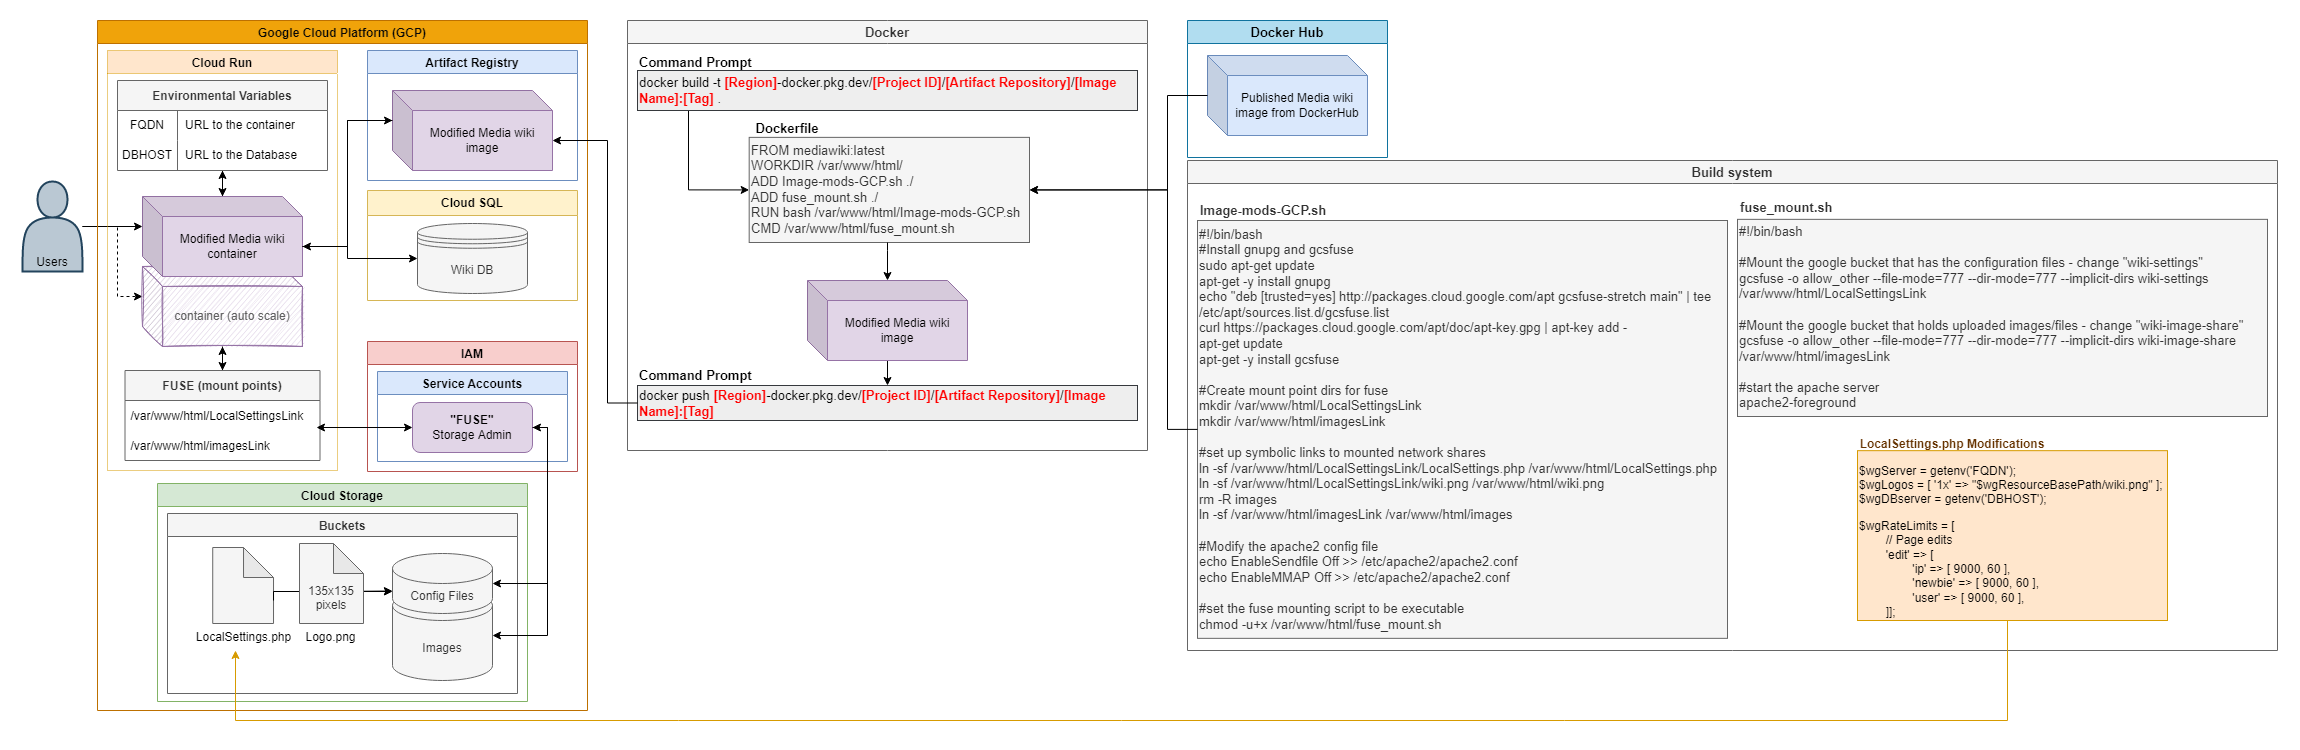 Google Cloud Platform (GCP)
Cloud Run
Environmental Variables
FQDN URL to the container
DBHOST URL to the Database
Users
Modified Media wiki
container
container (auto scale)
FUSE (mount points)
/var/www/html/LocalSettingsLink
/var/www/html/imagesLink
Artifact Registry
Modified Media wiki
image
Cloud SQL
Wiki DB
IAM
Service Accounts
"FUSE"
Storage Admin
Cloud Storage
Buckets
135x135
pixels
LocalSettings.php
Logo.png
Config Files
Images
Docker
Command Prompt
docker build -t [Region]-docker.pkg.dev/[Project ID]/[Artifact Repository]/[Image
Name]:[Tag] .
Dockerfile
FROM mediawiki:latest
WORKDIR /var/www/html/
ADD Image-mods-GCP.sh ./
ADD fuse_mount.sh ./
RUN bash /var/www/html/Image-mods-GCP.sh
CMD /var/www/html/fuse_mount.sh
Modified Media wiki
image
Command Prompt
docker push [Region]-docker.pkg.dev/[Project ID]/[Artifact Repository]/[Image
Name]:[Tag]
Docker Hub
Published Media wiki
image from DockerHub
Build system
Image-mods-GCP.sh
#!/bin/bash
#Install gnupg and gcsfuse
sudo apt-get update
apt-get -y install gnupg
echo "deb [trusted=yes] http://packages.cloud.google.com/apt gcsfuse-stretch main" | tee
/etc/apt/sources.list.d/gcsfuse.list
curl https://packages.cloud.google.com/apt/doc/apt-key.gpg | apt-key add -
apt-get update
apt-get -y install gcsfuse
#Create mount point dirs for fuse
mkdir /var/www/html/LocalSettingsLink
mkdir /var/www/html/imagesLink
#set up symbolic links to mounted network shares
ln -sf /var/www/html/LocalSettingsLink/LocalSettings.php /var/www/html/LocalSettings.php
ln -sf /var/www/html/LocalSettingsLink/wiki.png /var/www/html/wiki.png
rm -R images
ln -sf /var/www/html/imagesLink /var/www/html/images
#Modify the apache2 config file
echo EnableSendfile Off >> /etc/apache2/apache2.conf
echo EnableMMAP Off >> /etc/apache2/apache2.conf
#set the fuse mounting script to be executable
chmod -u+x /var/www/html/fuse_mount.sh
fuse_mount.sh
#!/bin/bash
#Mount the google bucket that has the configuration files - change "wiki-settings"
gcsfuse -o allow_other --file-mode=777 --dir-mode=777 --implicit-dirs wiki-settings
/var/www/html/LocalSettingsLink
#Mount the google bucket that holds uploaded images/files - change "wiki-image-share"
gcsfuse -o allow_other --file-mode=777 --dir-mode=777 --implicit-dirs wiki-image-share
/var/www/html/imagesLink
#start the apache server
apache2-foreground
LocalSettings.php Modifications
$wgServer = getenv('FQDN');
$wgLogos = [ '1x' => "$wgResourceBasePath/wiki.png" ];
$wgDBserver = getenv('DBHOST');
$wgRateLimits = [
// Page edits
'edit' => [
'ip' => [ 9000, 60 ],
'newbie' => [ 9000, 60 ],
'user' => [ 9000, 60 ],
]];